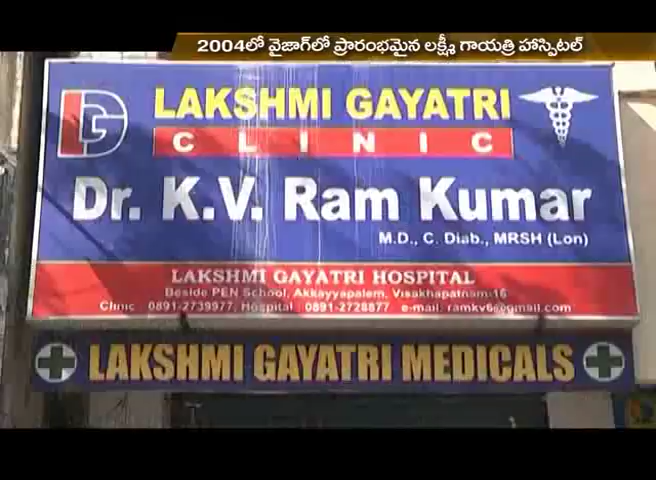 2004లో వైజాగ్‌లో ప్రారంభమైన లక్ష్మీ గాయత్రి హాస్పిటల్
LG
LAKSHMI GAYATRI
CLINIC
Dr. K.V. Ram Kumar
M.D., C. Diab., MRSH (Lon)
LAKSHMI GAYATRI HOSPITAL
Beside PEN School, Akkayyapalem, Visakhapatnam-16
Clinic 0891-2739977, Hospital 0891-2728877 e-mail: ramkv6@gmail.com
LAKSHMI GAYATRI MEDICALS